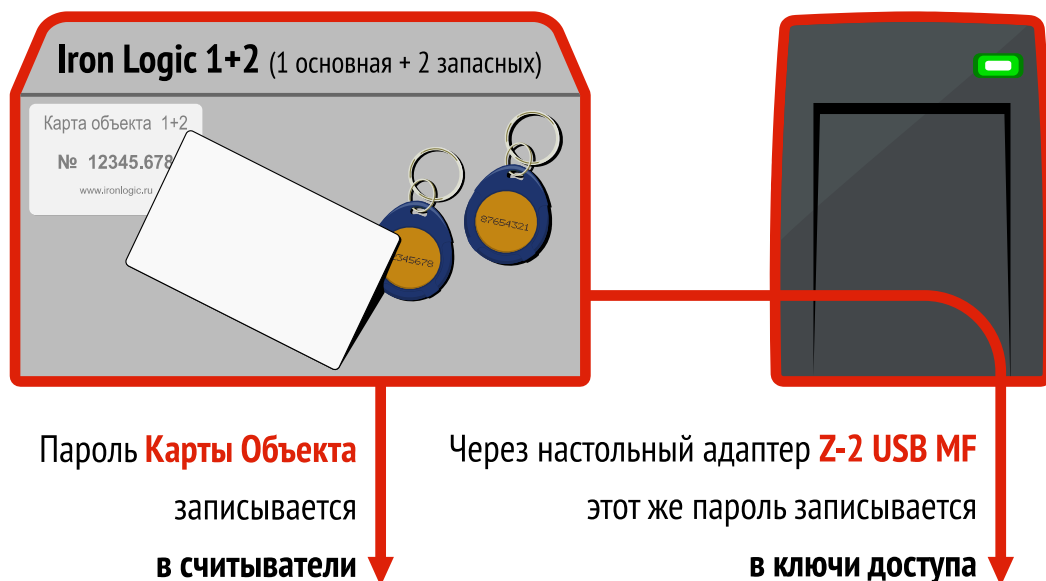 Iron Logic 1+2 (1 основная + 2 запасных)
Карта объекта 1+2
№ 12345.678
www.ironlogic.ru
2345678
87654321
Пароль Карты Объекта
записывается
в считыватели
Через настольный адаптер Z-2 USB MF
этот же пароль записывается
в ключи доступа